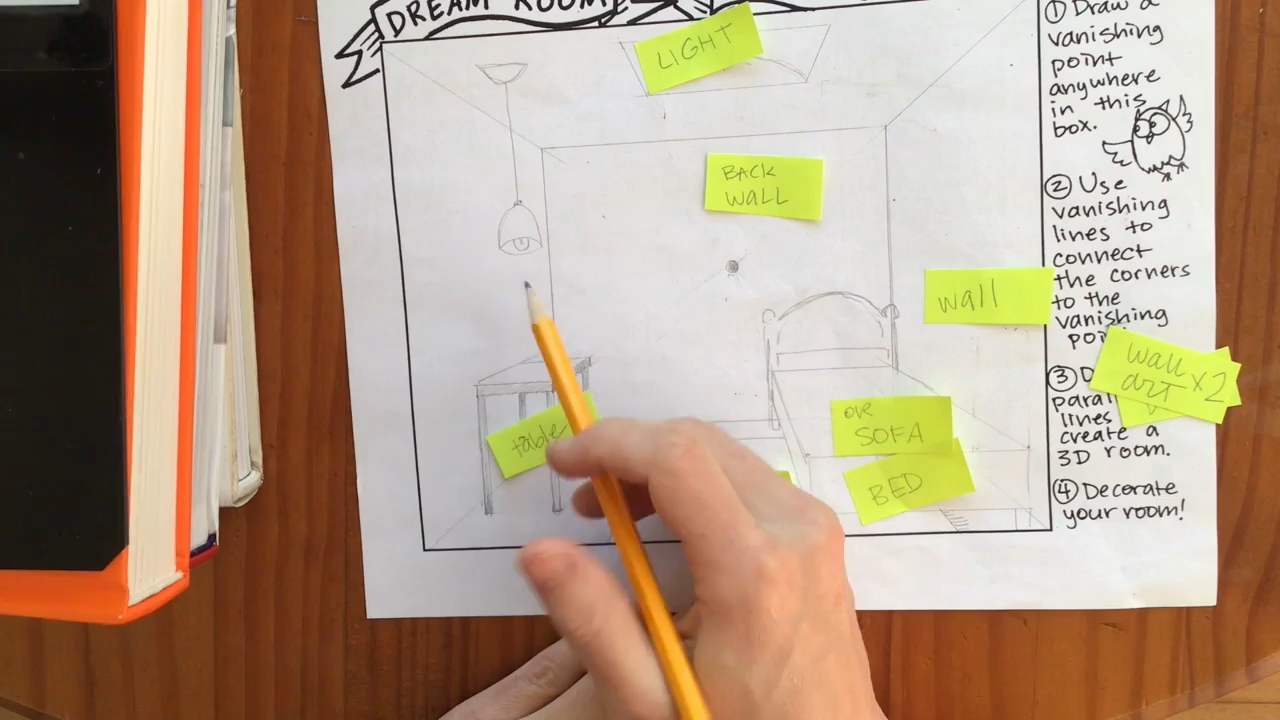 DREAM ROOM
LIGHT
BACK
WALL
wall
table
OR
SOFA
BED
wall
art x2
① Draw a
vanishing
point
anywhere
in this
box.
② Use
vanishing
lines to
connect
the corners
to the
vanishing
③
lines
create a
3D room.
④ Decorate
your room!